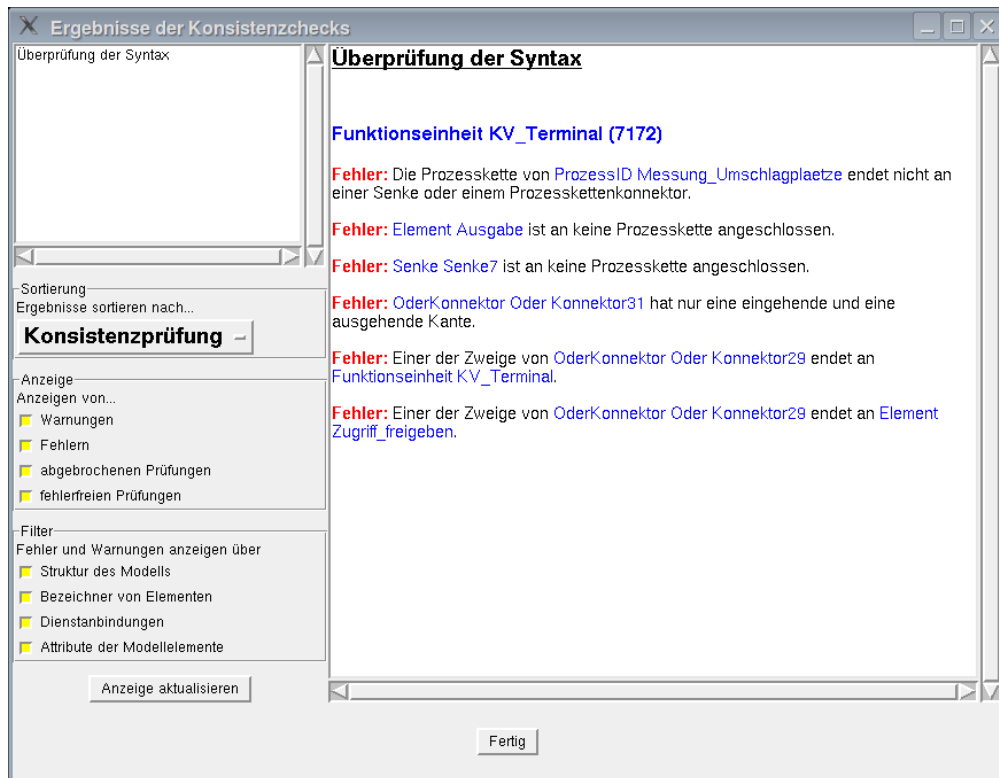 Ergebnisse der Konsistenzchecks
Überprüfung der Syntax
Sortierung
Ergebnisse sortieren nach...
Konsistenzprüfung
Anzeige
Anzeigen von...
Warnungen
Fehlern
abgebrochenen Prüfungen
fehlerfreien Prüfungen
Filter
Fehler und Warnungen anzeigen über
Struktur des Modells
Bezeichner von Elementen
Dienstanbindungen
Attribute der Modellelemente
Anzeige aktualisieren
Überprüfung der Syntax
Funktionseinheit KV_Terminal (7172)
Fehler: Die Prozesskette von ProzessID Messung_Umschlagplaetze endet nicht an
einer Senke oder einem Prozesskettenkonnektor.
Fehler: Element Ausgabe ist an keine Prozesskette angeschlossen.
Fehler: Senke Senke7 ist an keine Prozesskette angeschlossen.
Fehler: OderKonnektor Oder Konnektor31 hat nur eine eingehende und eine
ausgehende Kante.
Fehler: Einer der Zweige von OderKonnektor Oder Konnektor29 endet an
Funktionseinheit KV_Terminal.
Fehler: Einer der Zweige von OderKonnektor Oder Konnektor29 endet an Element
Zugriff_freigeben.
Fertig